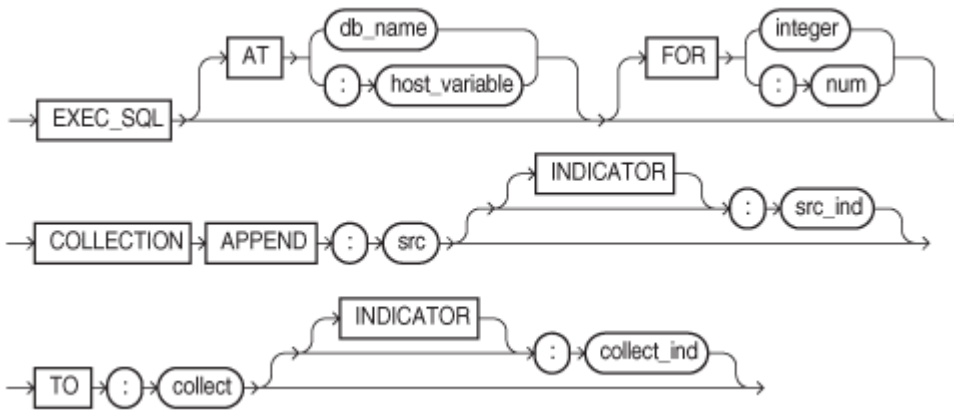 AT db_name FOR integer
: host_variable : num
EXEC_SQL
INDICATOR
: src_ind
COLLECTION APPEND : src
INDICATOR
: collect_ind
TO : collect